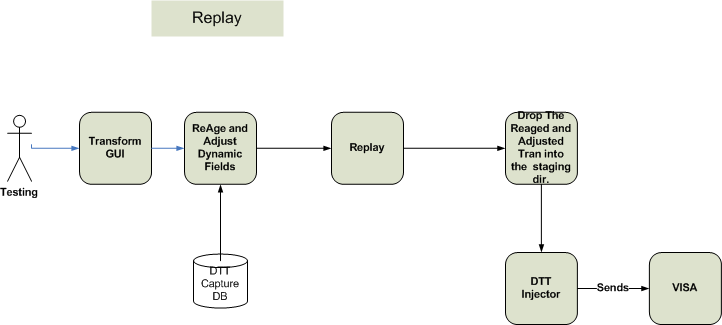 Replay
Transform
GUI
ReAge and
Adjust
Dynamic
Fields
Replay
Drop The
Reaged and
Adjusted
Tran into
the staging
dir.
Testing
DTT
Capture
DB
DTT
Injector
Sends
VISA